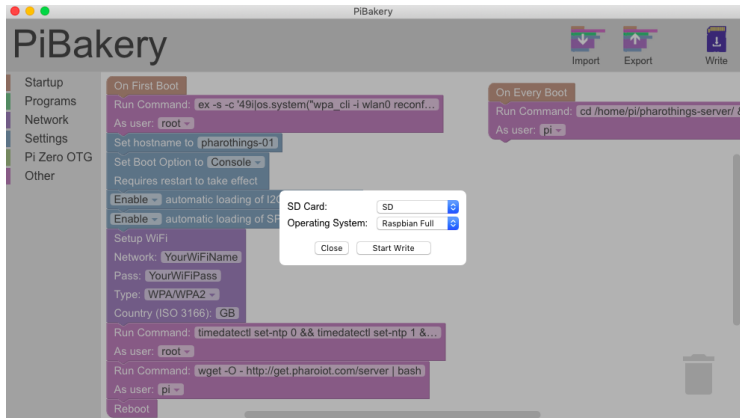 PiBakery
PiBakery
Import
Export
Write
Startup
Programs
Network
Settings
Pi Zero OTG
Other
On First Boot
Run Command: ex -s -c '49i|os.system("wpa_cli -i wlan0 reconf...
As user: root
Set hostname to pharothings-01
Set Boot Option to Console
Requires restart to take effect
Enable automatic loading of I2C
Enable automatic loading of
Setup WiFi
Network: YourWiFiName
Pass: YourWiFiPass
Type: WPA/WPA2
Country (ISO 3166): GB
Run Command: timedatectl set-ntp 0 && timedatectl set-ntp 1 &...
As user: root
Run Command: wget -O - http://get.pharoiot.com/server | bash
As user: pi
Reboot
On Every Boot
Run Command: cd /home/pi/pharothings-server/
As user: pi
SD Card: SD
Operating System: Raspbian Full
Close Start Write